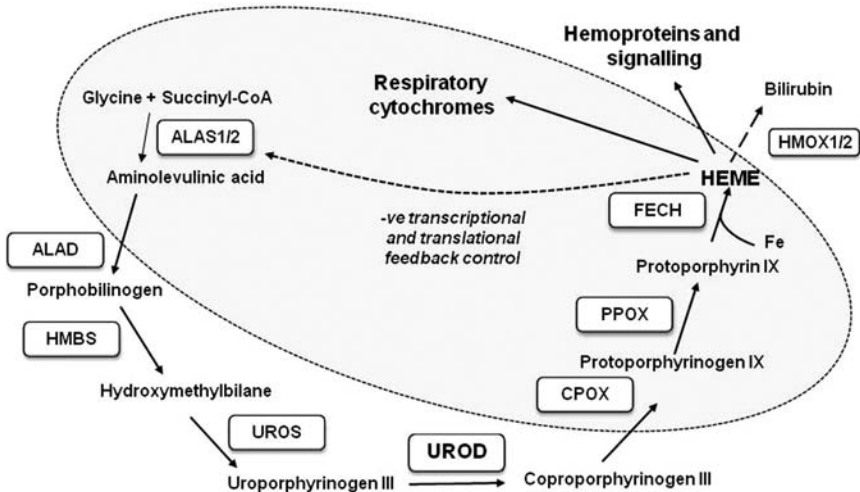 Hemoproteins and
signalling
Respiratory
cytochromes
Bilirubin
Glycine + Succinyl-CoA
ALAS1/2
HMOX1/2
Aminolevulinic acid
HEME
-ve transcriptional
and translational
feedback control
FECH
Fe
ALAD
Protoporphyrin IX
Porphobilinogen
PPOX
HMBS
Protoporphyrinogen IX
Hydroxymethylbilane
CPOX
UROS
UROD
Uroporphyrinogen III
Coproporphyrinogen III